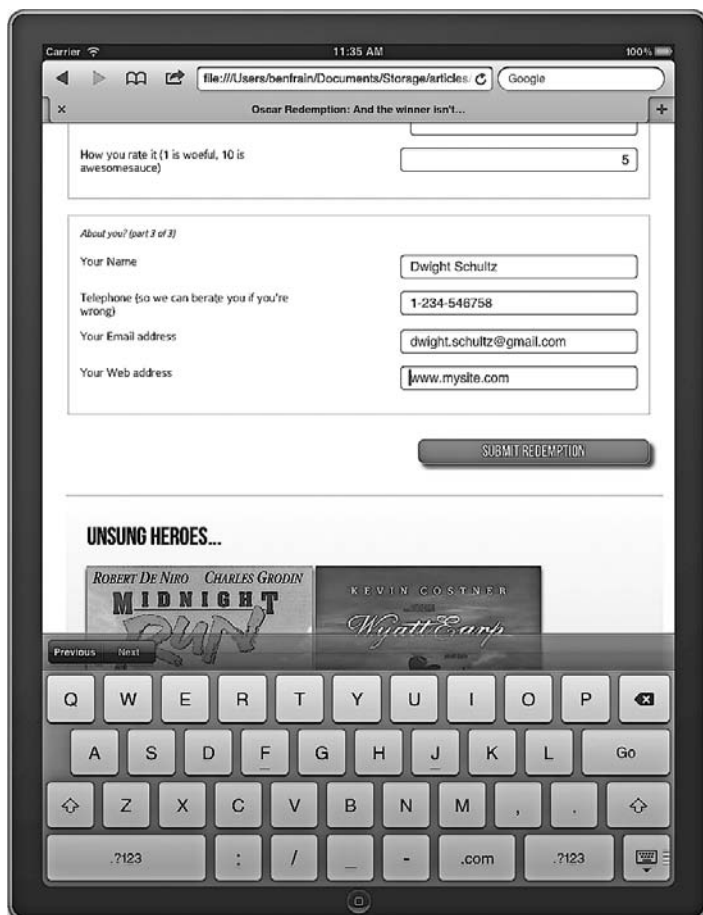 Carrier 11:35 AM 100%
file:///Users/benfrain/Documents/Storage/articles/ Google
Oscar Redemption: And the winner isn't...
How you rate it (1 is woeful, 10 is
awesomesauce)
5
About you? (part 3 of 3)
Your Name
Dwight Schultz
Telephone (so we can berate you if you're
wrong)
1-234-546758
Your Email address
dwight.schultz@gmail.com
Your Web address
www.mysite.com
SUBMIT REDEMPTION
UNSUNG HEROES...
ROBERT DE NIRO CHARLES GRODIN
MIDNIGHT
RUN
KEVIN COSTNER
Wyatt Earp
Previous Next
Q W E R T Y U I O P
A S D F G H J K L Go
Z X C V B N M , .
.?123 : / _ - .com .?123